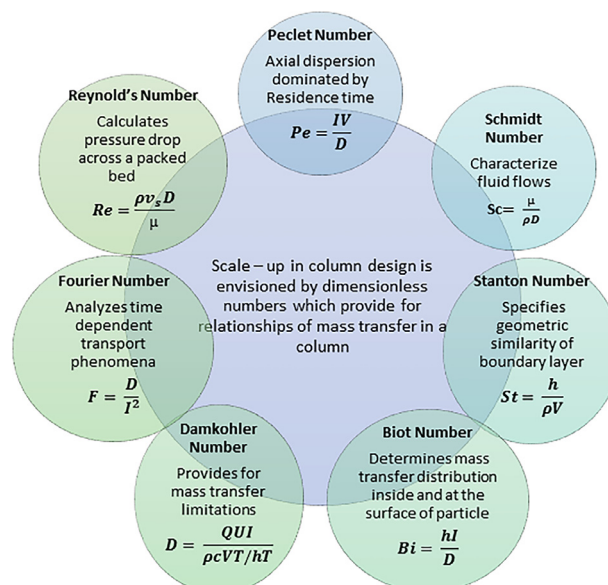 Peclet Number
Axial dispersion
dominated by
Residence time
Pe = IV/D
Reynold's Number
Calculates
pressure drop
across a packed
bed
Re = ρv_sD/μ
Schmidt
Number
Characterize
fluid flows
Sc= μ/ρD
Scale – up in column design is
envisioned by dimensionless
numbers which provide for
relationships of mass transfer in a
column
Fourier Number
Analyzes time
dependent
transport
phenomena
F = D/I²
Stanton Number
Specifies
geometric
similarity of
boundary layer
St = h/ρV
Damkohler
Number
Provides for
mass transfer
limitations
D = QUI/ρcVT/hT
Biot Number
Determines mass
transfer distribution
inside and at the
surface of particle
Bi = hI/D